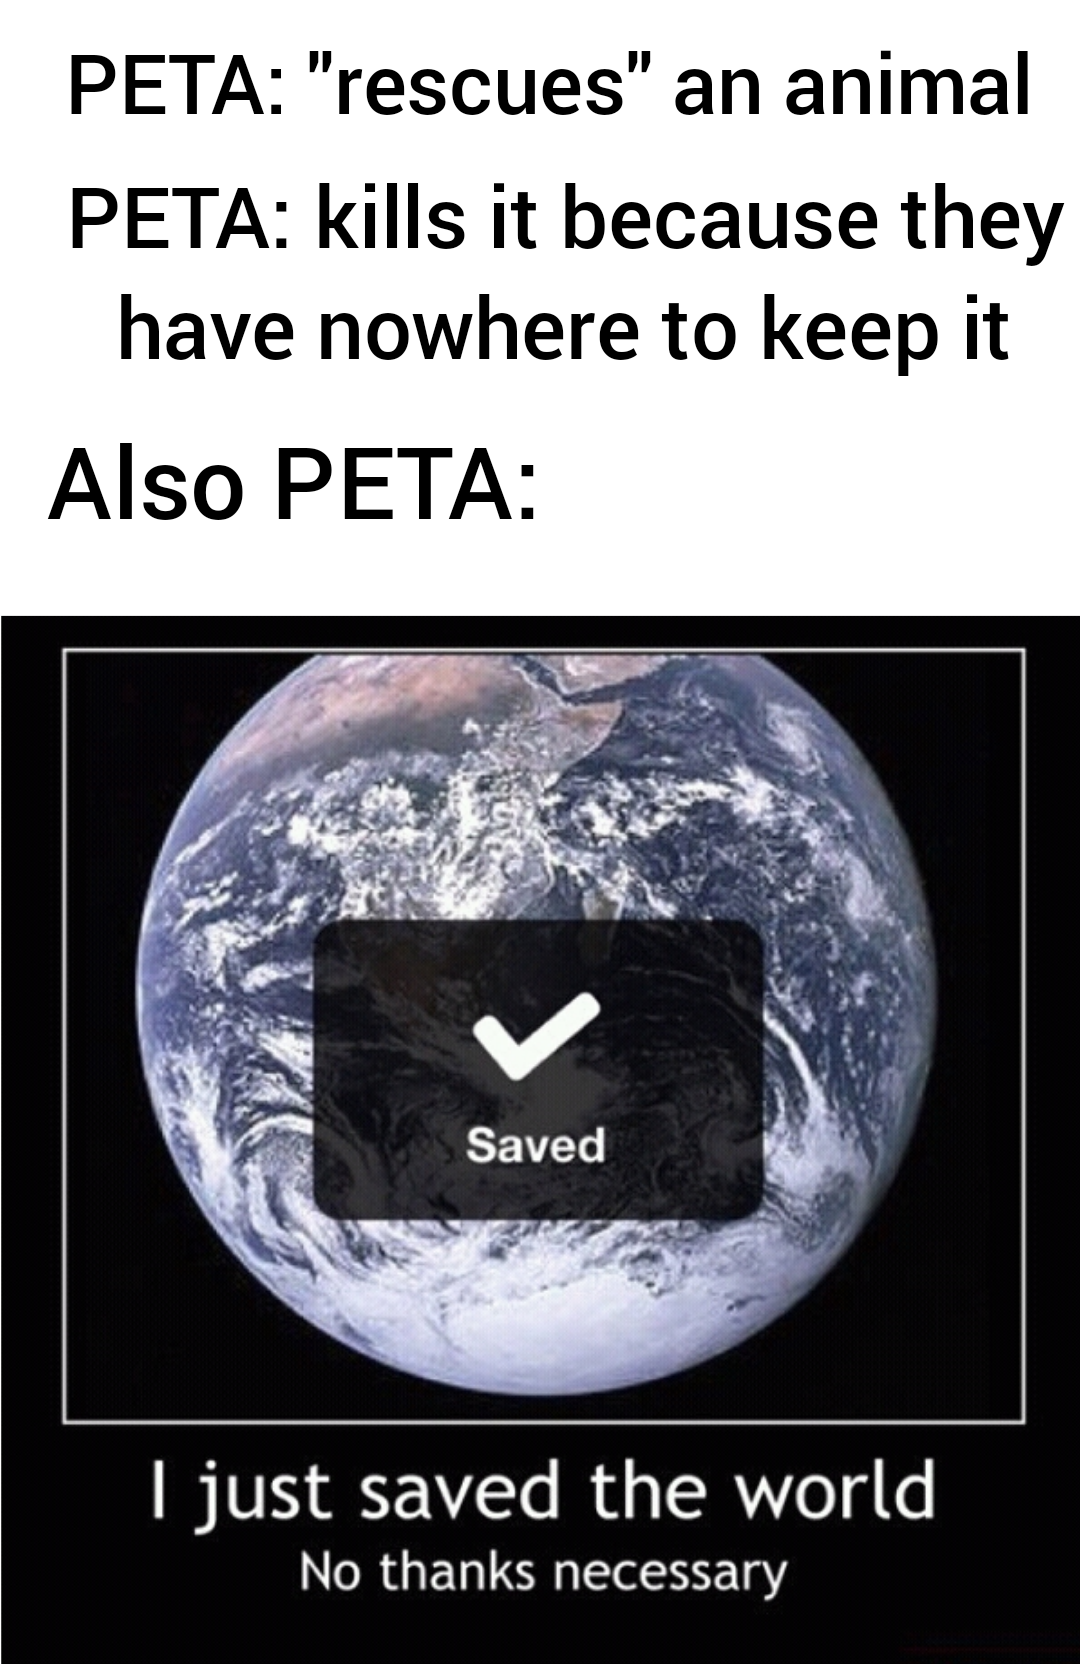 PETA: "rescues" an animal
PETA: kills it because they
have nowhere to keep it
Also PETA:
Saved
I just saved the world
No thanks necessary